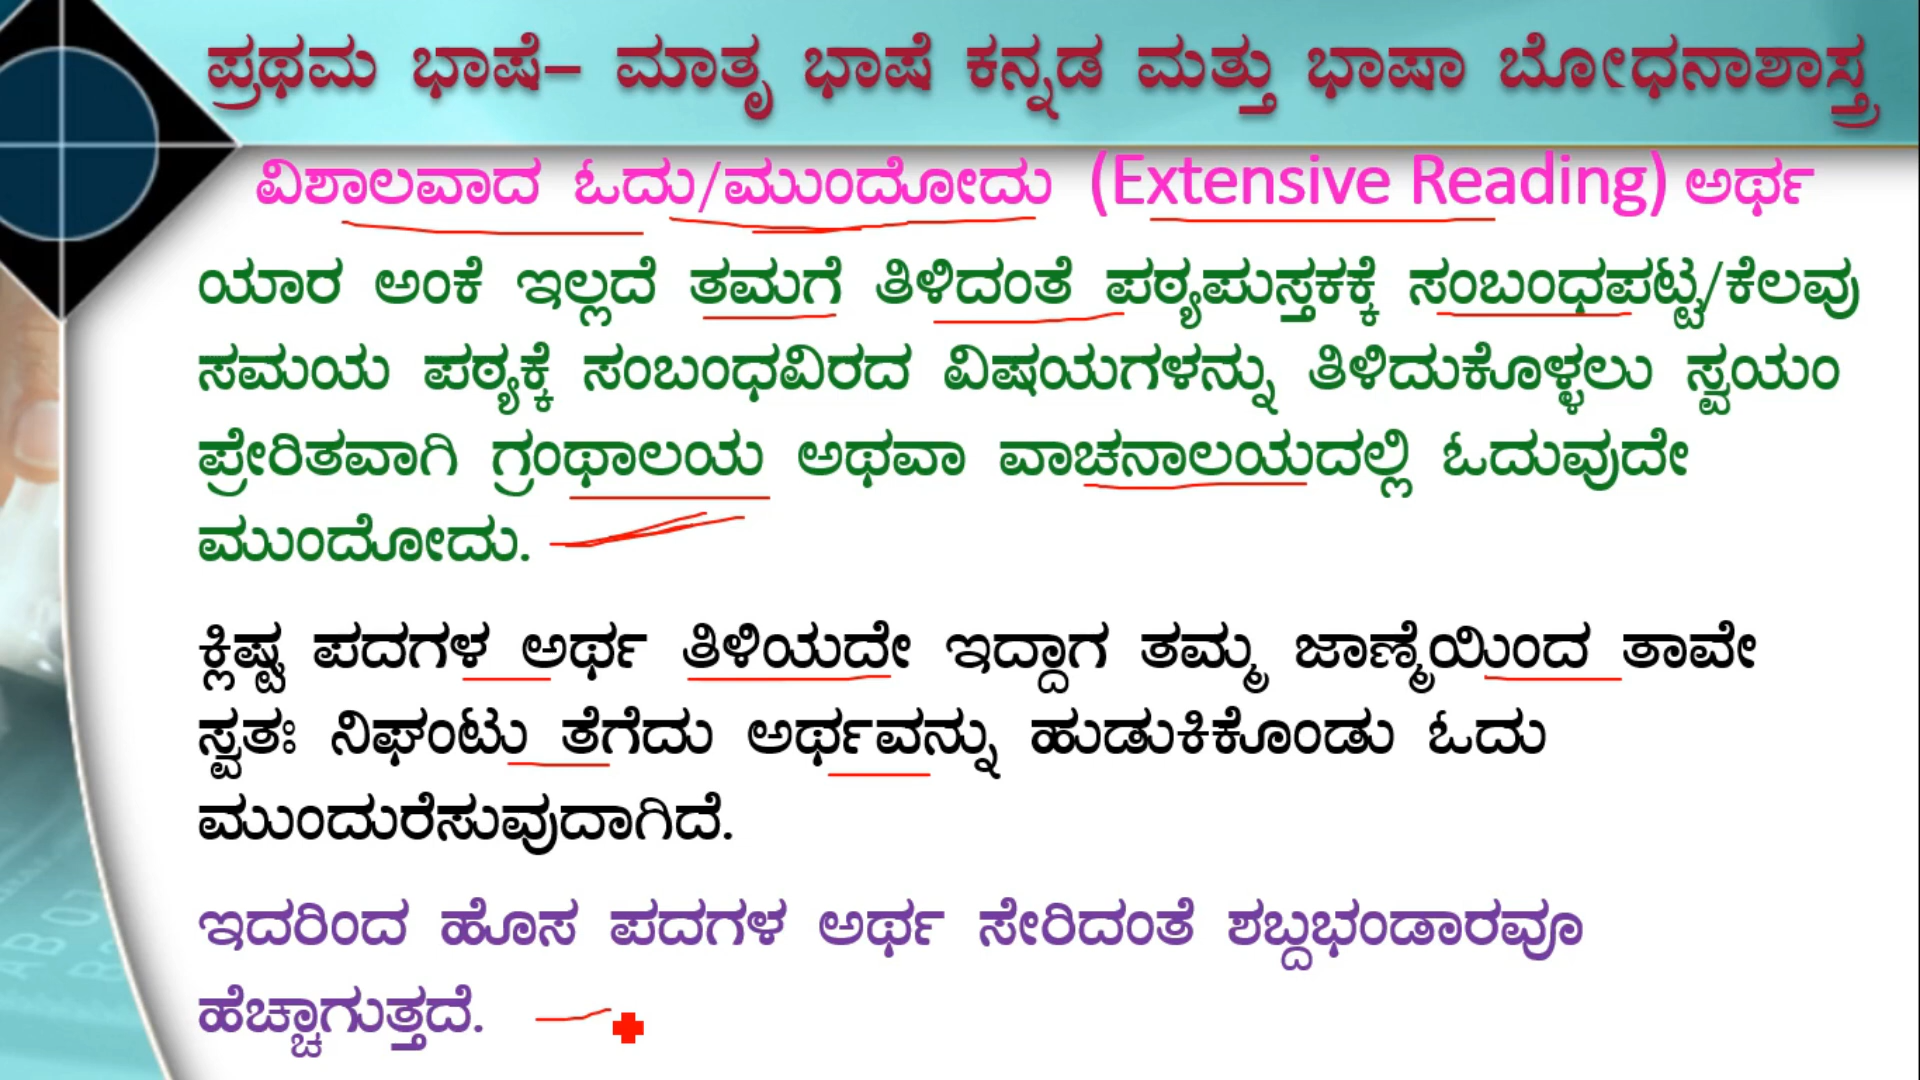 ಪ್ರಥಮ ಭಾಷೆ– ಮಾತೃ ಭಾಷೆ ಕನ್ನಡ ಮತ್ತು ಭಾಷಾ ಬೋಧನಾಶಾಸ್ತ್ರ
ವಿಶಾಲವಾದ ಓದು/ಮುಂದೋದು (Extensive Reading) ಅರ್ಥ
ಯಾರ ಅಂಕೆ ಇಲ್ಲದೆ ತಮಗೆ ತಿಳಿದಂತೆ ಪಠ್ಯಪುಸ್ತಕಕ್ಕೆ ಸಂಬಂಧಪಟ್ಟ/ಕೆಲವು
ಸಮಯ ಪಠ್ಯಕ್ಕೆ ಸಂಬಂಧವಿರದ ವಿಷಯಗಳನ್ನು ತಿಳಿದುಕೊಳ್ಳಲು ಸ್ವಯಂ
ಪ್ರೇರಿತವಾಗಿ ಗ್ರಂಥಾಲಯ ಅಥವಾ ವಾಚನಾಲಯದಲ್ಲಿ ಓದುವುದೇ
ಮುಂದೋದು.
ಕ್ಲಿಷ್ಟ ಪದಗಳ ಅರ್ಥ ತಿಳಿಯದೇ ಇದ್ದಾಗ ತಮ್ಮ ಜಾಣ್ಮೆಯಿಂದ ತಾವೇ
ಸ್ವತಃ ನಿಘಂಟು ತೆಗೆದು ಅರ್ಥವನ್ನು ಹುಡುಕಿಕೊಂಡು ಓದು
ಮುಂದುರೆಸುವುದಾಗಿದೆ.
ಇದರಿಂದ ಹೊಸ ಪದಗಳ ಅರ್ಥ ಸೇರಿದಂತೆ ಶಬ್ದಭಂಡಾರವೂ
ಹೆಚ್ಚಾಗುತ್ತದೆ.